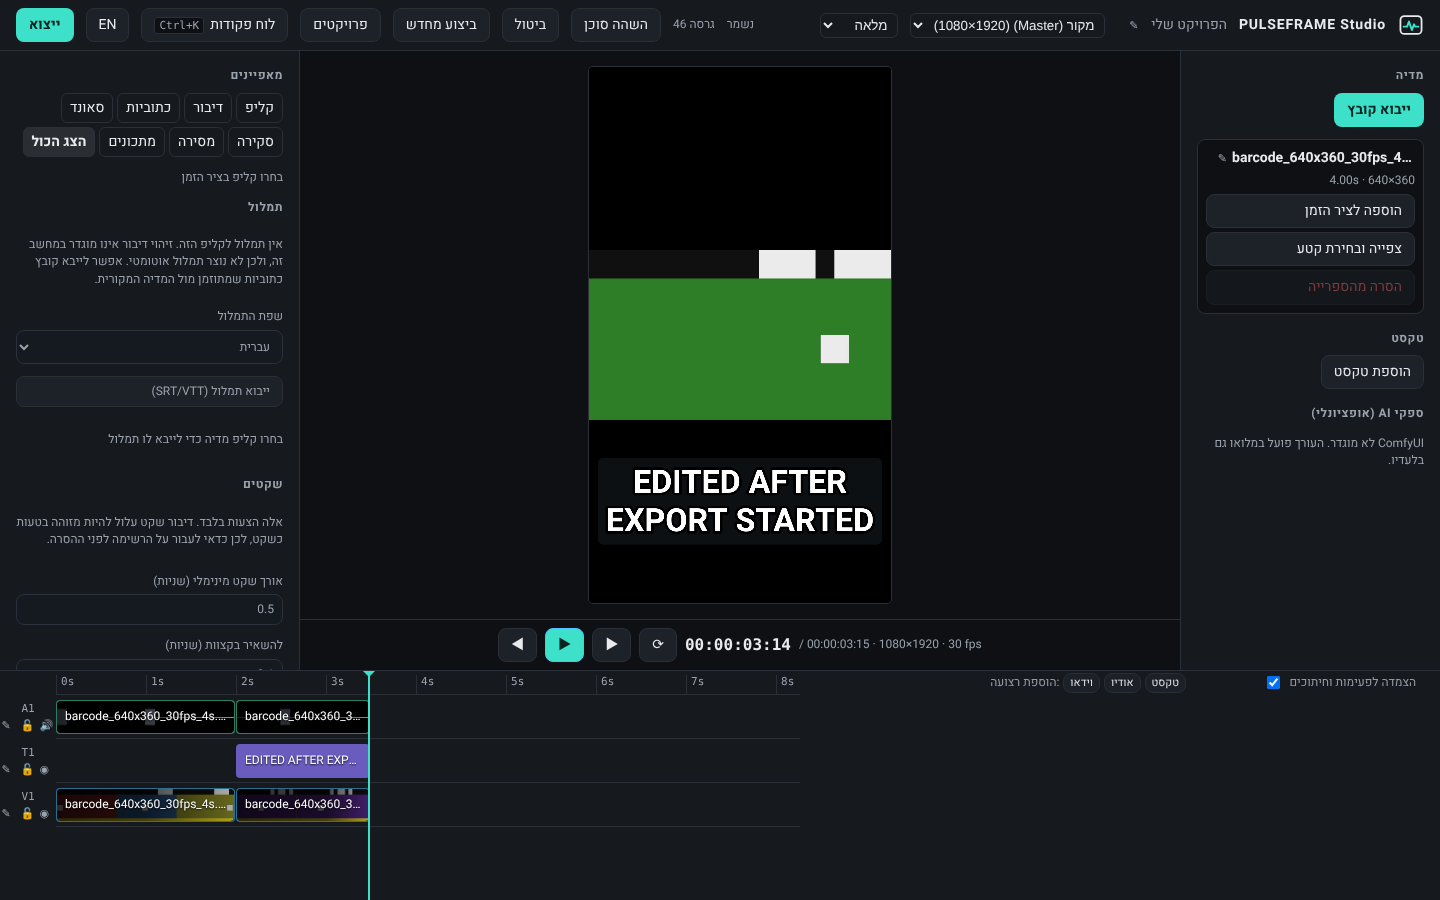 PULSEFRAME Studio
הפרויקט שלי
מקור (Master) (1080×1920)
מלאה
נשמר
גרסה 46
השהה סוכן
ביטול
ביצוע מחדש
פרויקטים
לוח פקודות Ctrl+K
EN
ייצוא
מדיה
ייבוא קובץ
barcode_640x360_30fps_4…
4.00s · 640×360
הוספה לציר הזמן
צפייה ובחירת קטע
הסרה מהספרייה
טקסט
הוספת טקסט
ספקי AI (אופציונלי)
ComfyUI לא מוגדר. העורך פועל במלואו גם
בלעדיו.
EDITED AFTER
EXPORT STARTED
00:00:03:14 / 00:00:03:15 · 1080×1920 · 30 fps
מאפיינים
קליפ
דיבור
כתוביות
סאונד
סקירה
מסירה
מתכונים
הצג הכול
בחרו קליפ בציר הזמן
תמלול
אין תמלול לקליפ הזה. זיהוי דיבור אינו מוגדר במחשב
זה, ולכן לא נוצר תמלול אוטומטי. אפשר לייבא קובץ
כתוביות שמתוזמן מול המדיה המקורית.
שפת התמלול
עברית
ייבוא תמלול (SRT/VTT)
בחרו קליפ מדיה כדי לייבא לו תמלול
שקטים
אלה הצעות בלבד. דיבור שקט עלול להיות מזוהה בטעות
כשקט, לכן כדאי לעבור על הרשימה לפני ההסרה.
אורך שקט מינימלי (שניות)
0.5
להשאיר בקצוות (שניות)
הצמדה לפעימות וחיתוכים
הוספת רצועה:
וידאו
אודיו
טקסט
0s 1s 2s 3s 4s 5s 6s 7s 8s
A1
barcode_640x360_30fps_4s.…
barcode_640x360_3…
T1
EDITED AFTER EXP…
V1
barcode_640x360_30fps_4s.…
barcode_640x360_3…